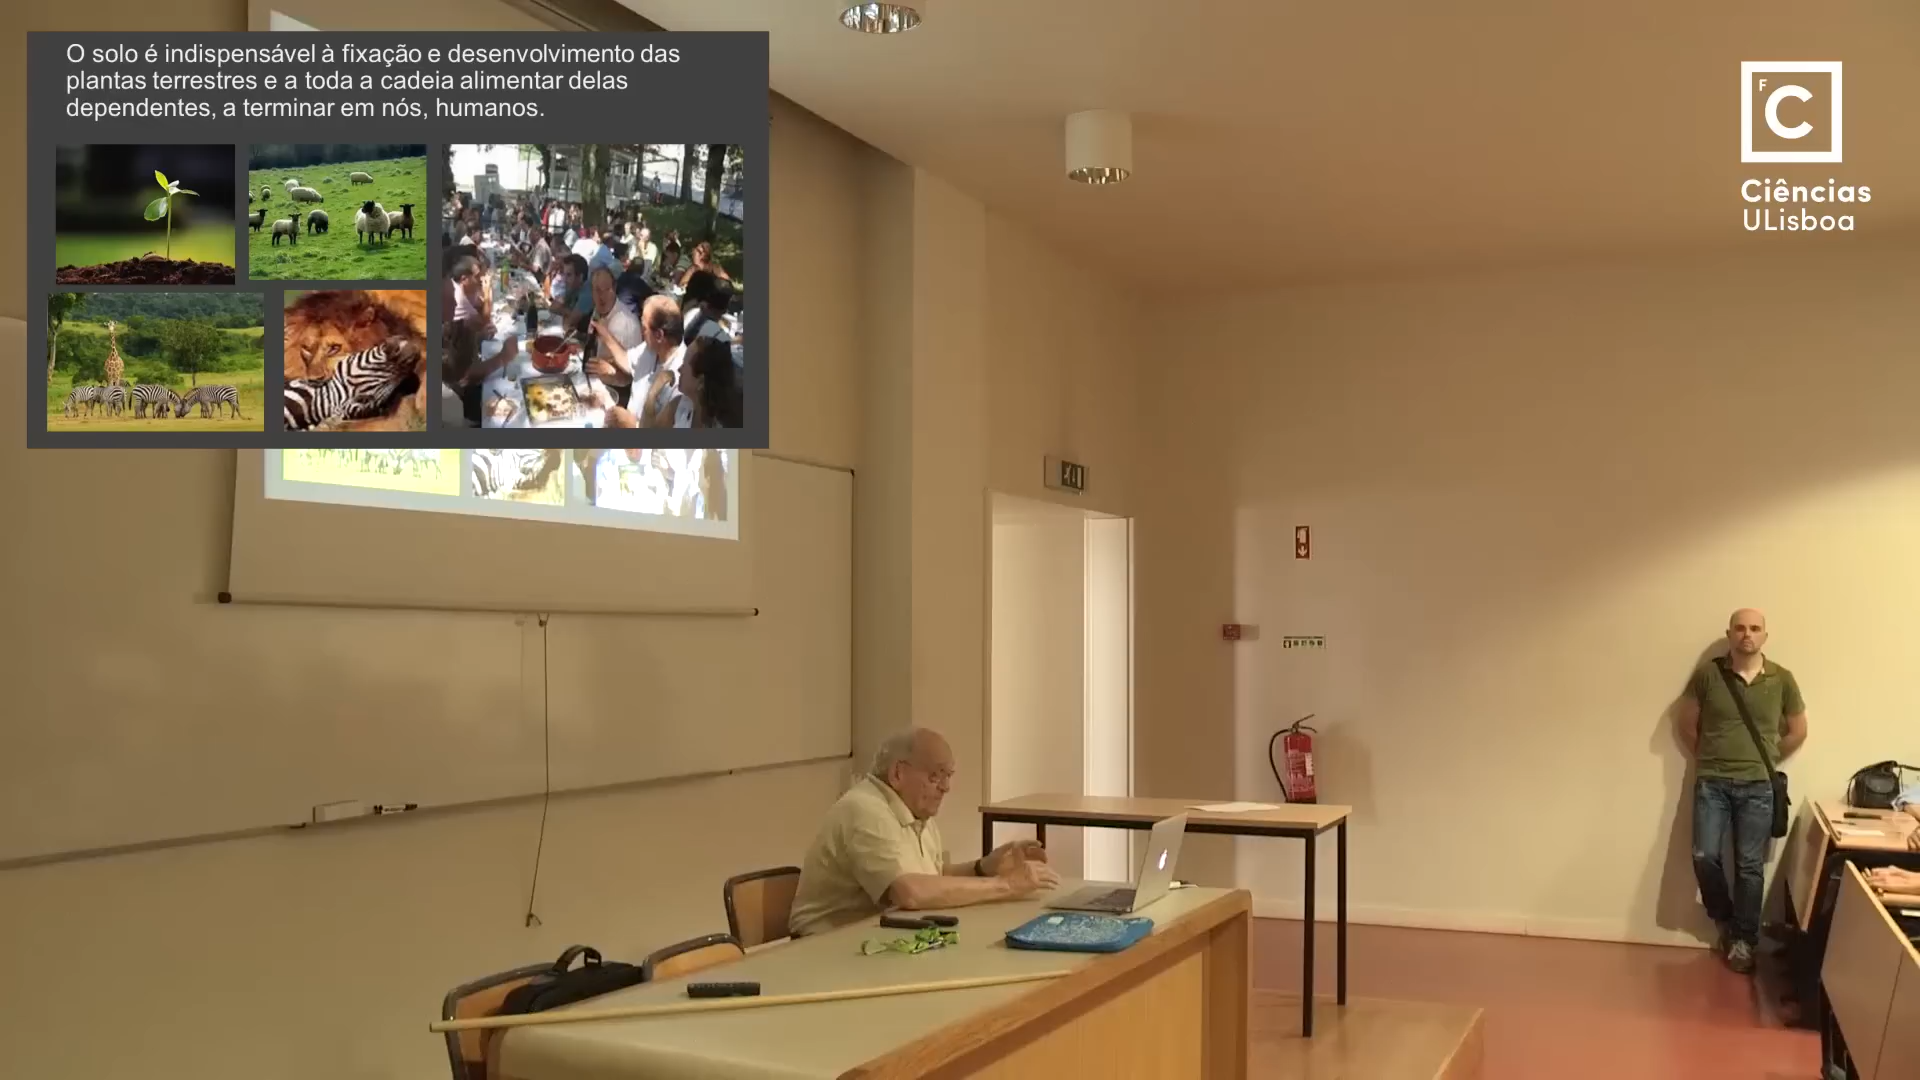 O solo é indispensável à fixação e desenvolvimento das
plantas terrestres e a toda a cadeia alimentar delas
dependentes, a terminar em nós, humanos.
F
C
Ciências
ULisboa